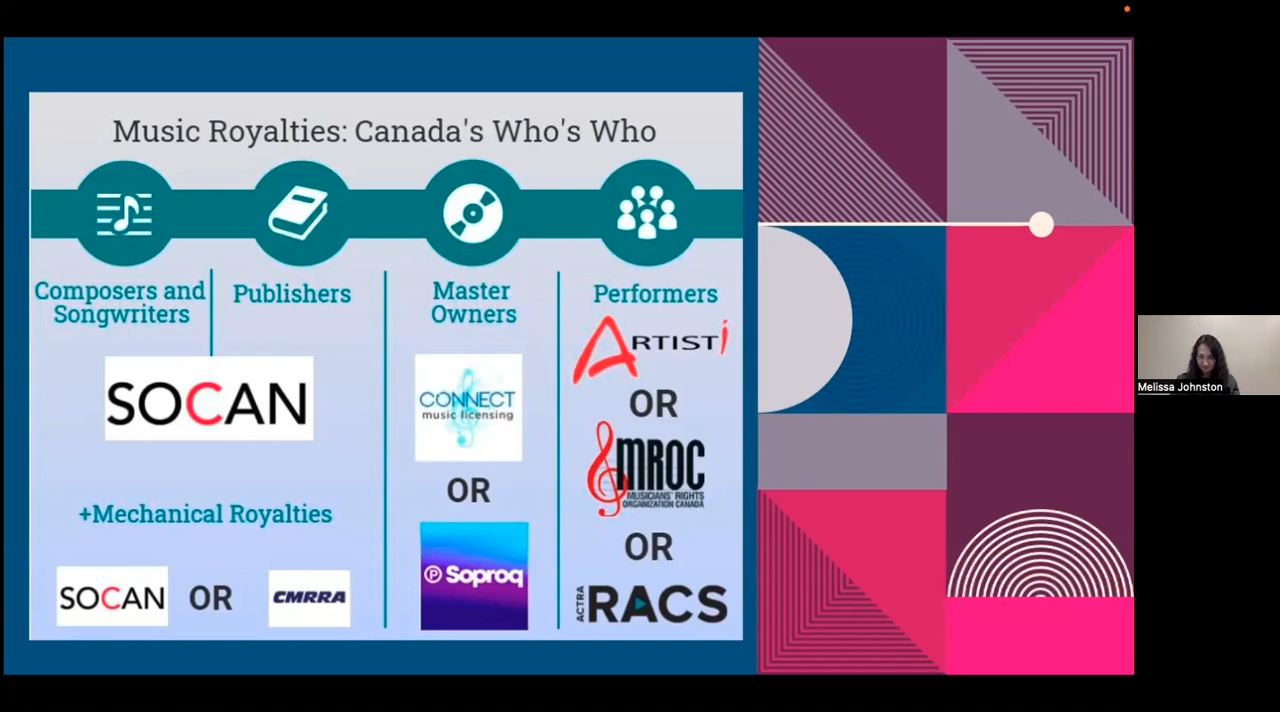 Music Royalties: Canada's Who's Who
Composers and
Songwriters
Publishers
SOCAN
+Mechanical Royalties
SOCAN OR CMRRA
Master
Owners
CONNECT
music licensing
OR
Soproq
Performers
ARTISTI
OR
MROC
MUSICIANS' RIGHTS
ORGANIZATION CANADA
OR
ACTRA
RACS
Melissa Johnston